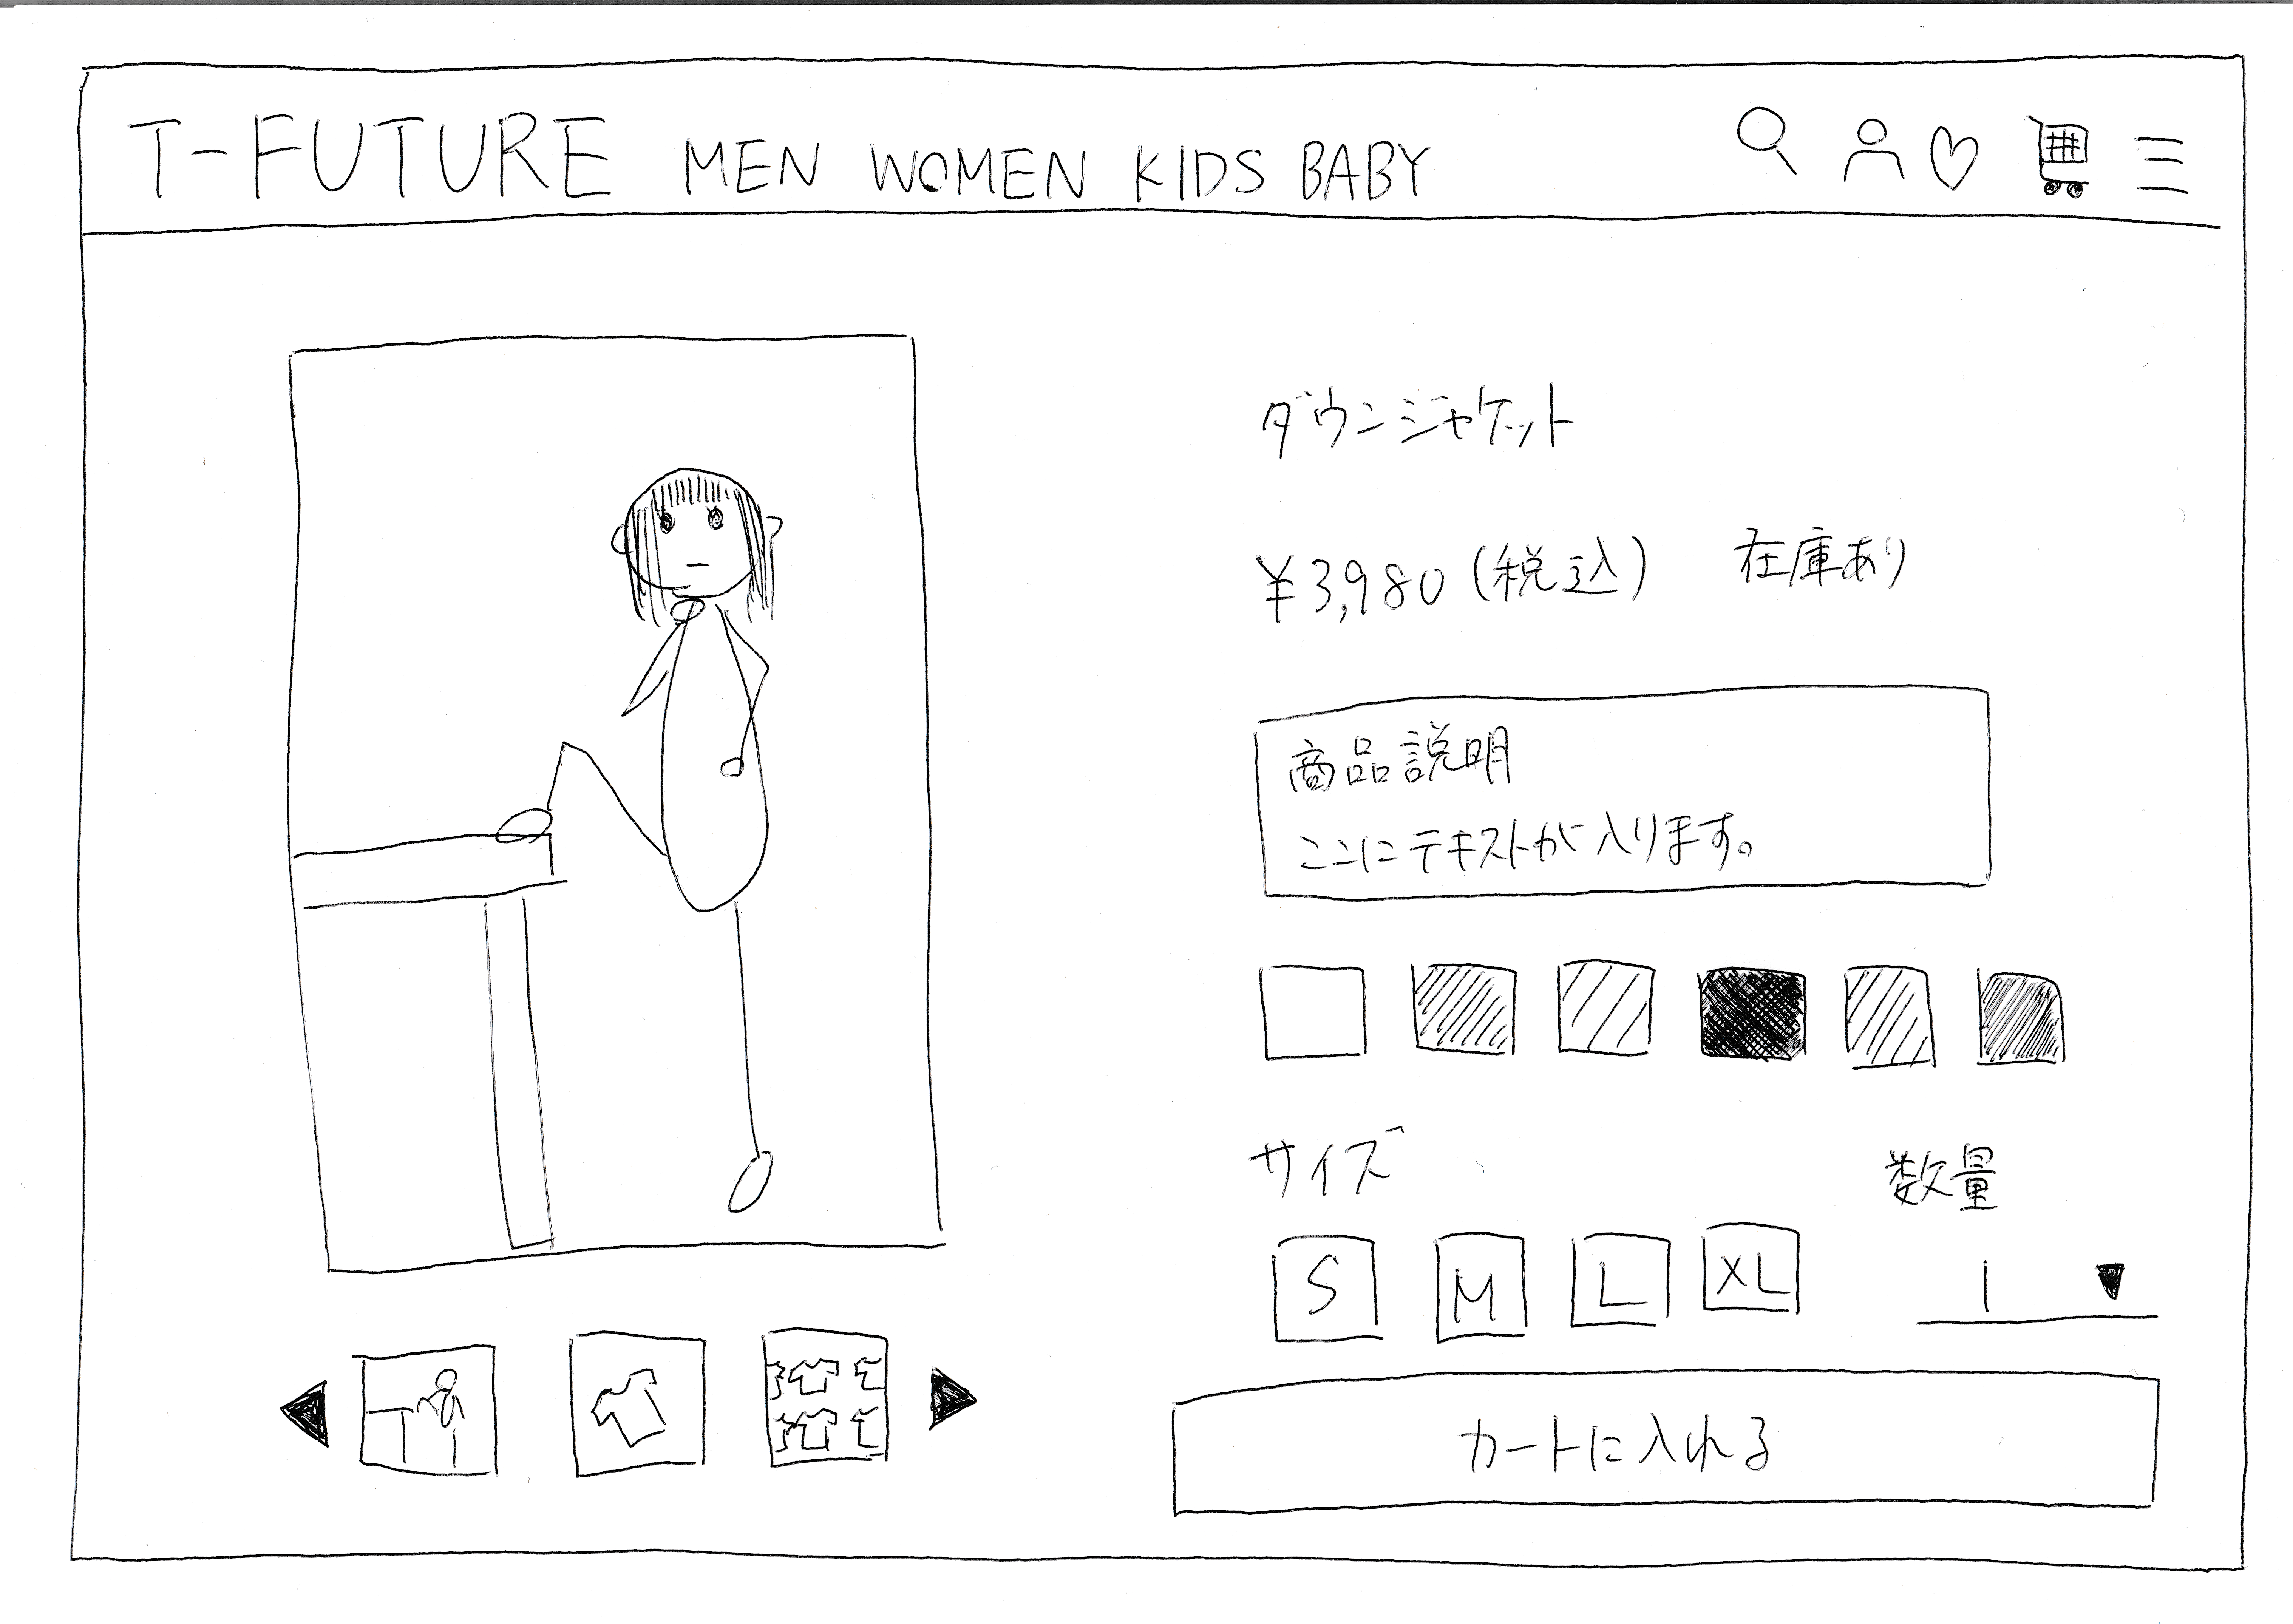 T-FUTURE MEN WOMEN KIDS BABY
ダウンジャケット
¥3,980(税込) 在庫あり
商品説明
ここにテキストが入ります。
サイズ 数量
S M L XL 1
カートに入れる